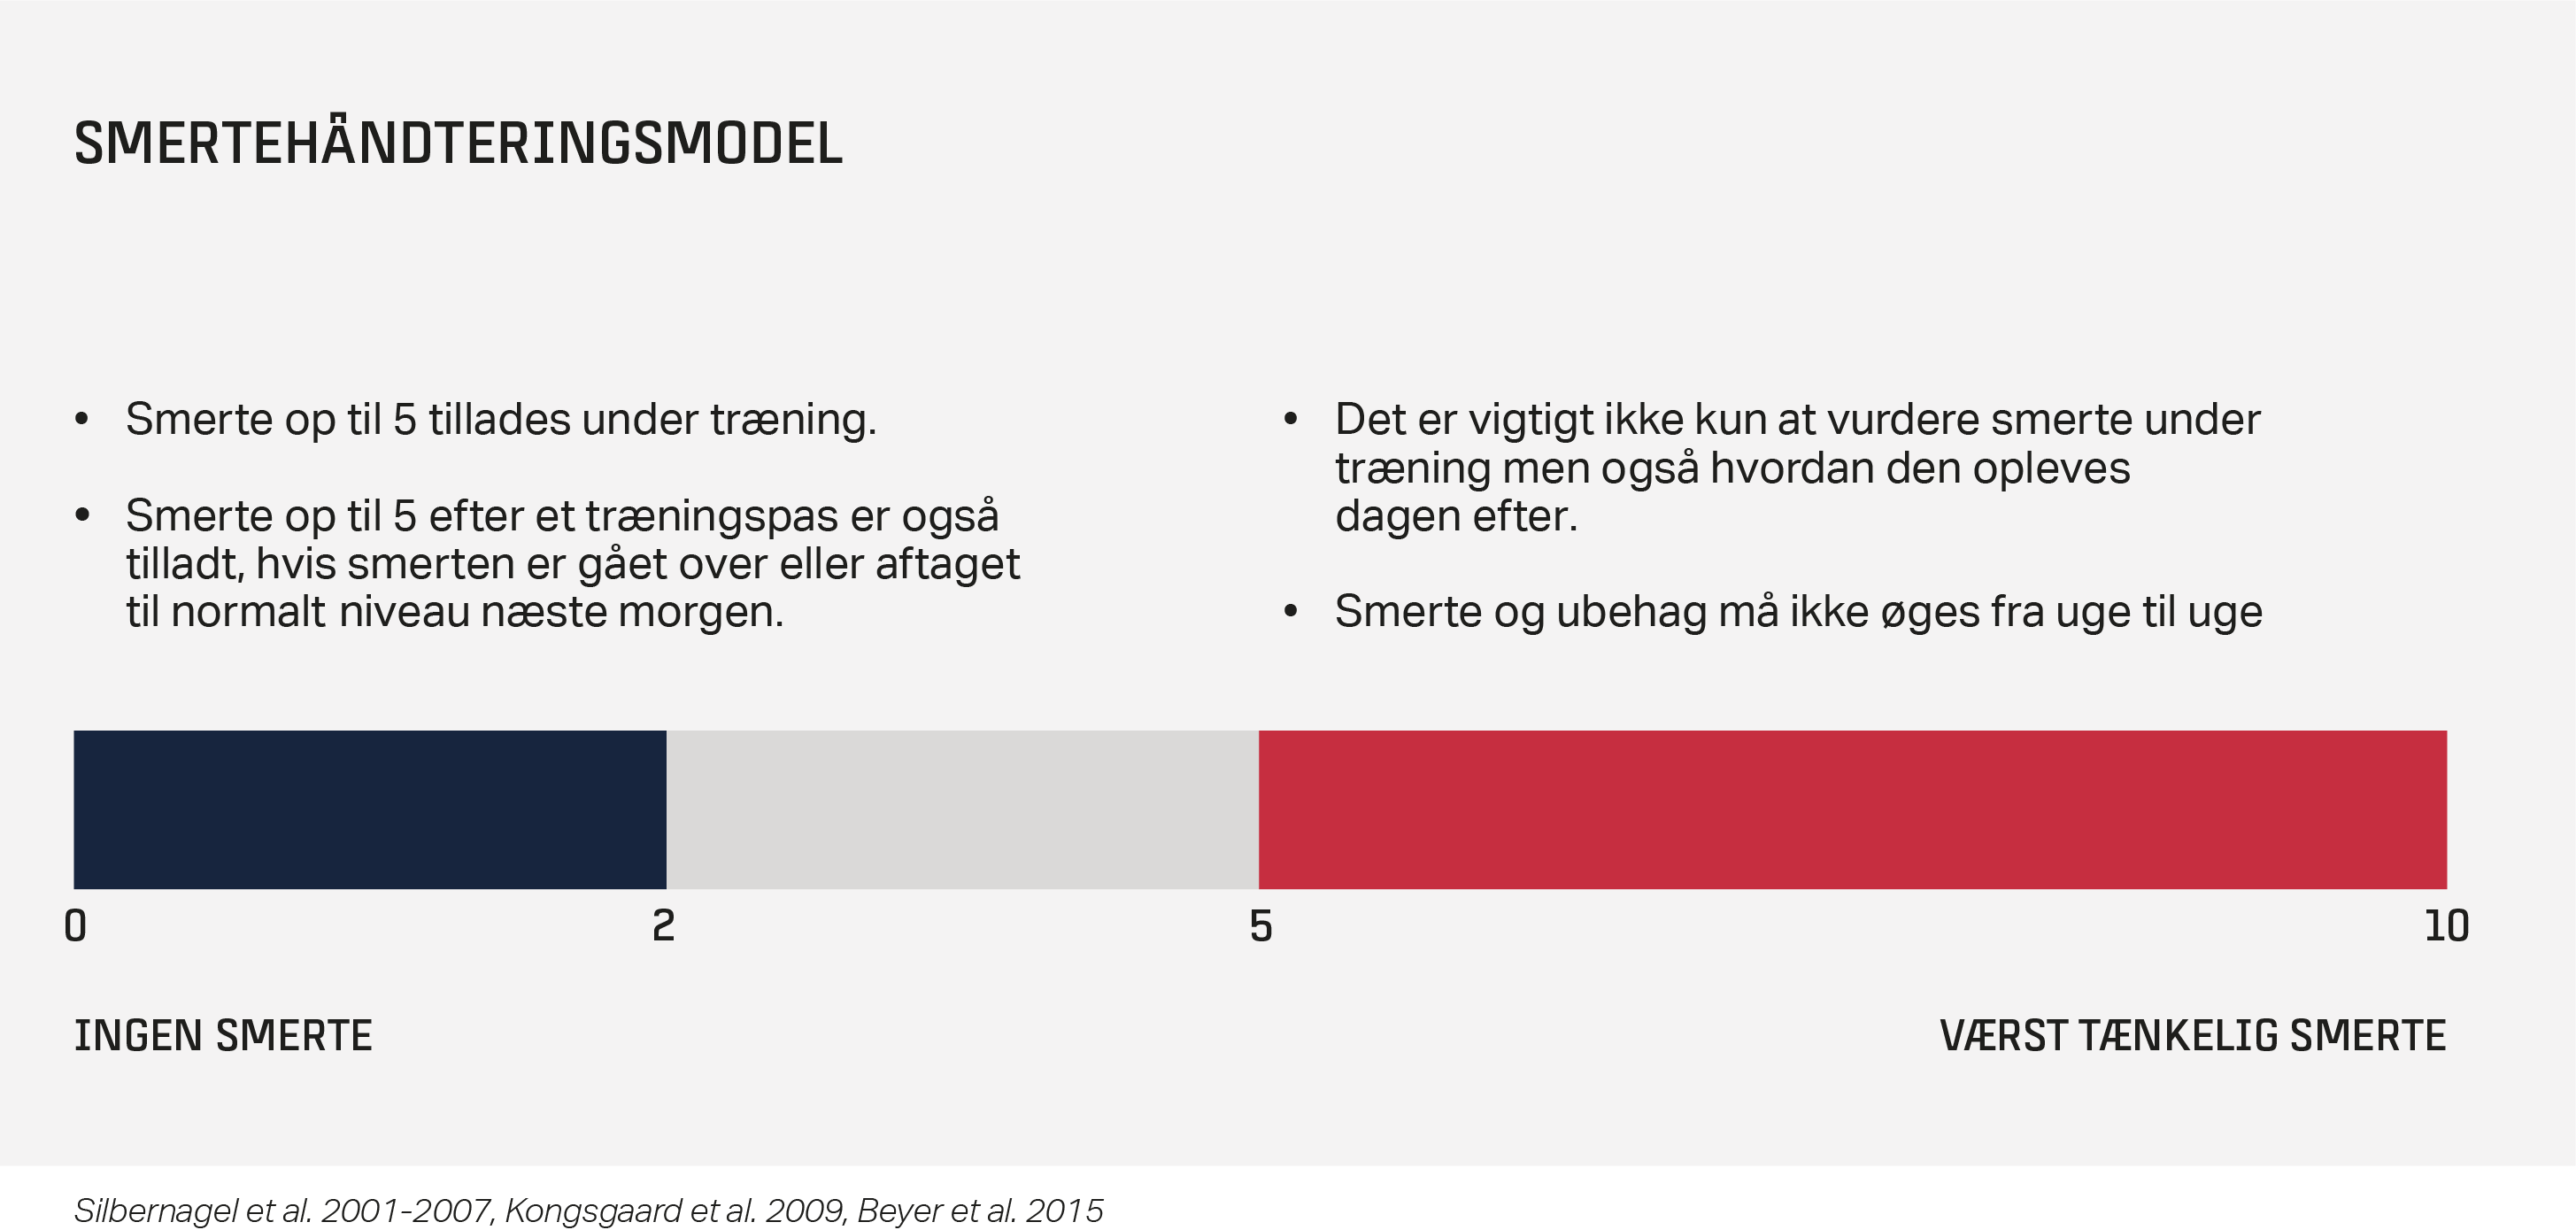 SMERTEHÅNDTERINGSMODEL
• Smerte op til 5 tillades under træning.
• Smerte op til 5 efter et træningspas er også
tilladt, hvis smerten er gået over eller aftaget
til normalt niveau næste morgen.
• Det er vigtigt ikke kun at vurdere smerte under
træning men også hvordan den opleves
dagen efter.
• Smerte og ubehag må ikke øges fra uge til uge
0 2 5 10
INGEN SMERTE VÆRST TÆNKELIG SMERTE
Silbernagel et al. 2001-2007, Kongsgaard et al. 2009, Beyer et al. 2015